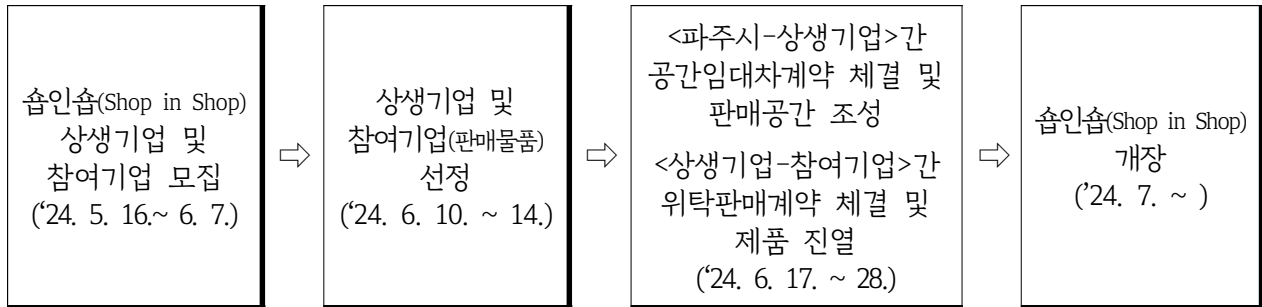 숍인숍(Shop in Shop)
상생기업 및
참여기업 모집
(‘24. 5. 16.~ 6. 7.)
⇨
상생기업 및
참여기업(판매물품)
선정
(‘24. 6. 10. ~ 14.)
⇨
<파주시-상생기업>간
공간임대차계약 체결 및
판매공간 조성
<상생기업-참여기업>간
위탁판매계약 체결 및
제품 진열
(‘24. 6. 17. ~ 28.)
⇨
숍인숍(Shop in Shop)
개장
(’24. 7. ~ )